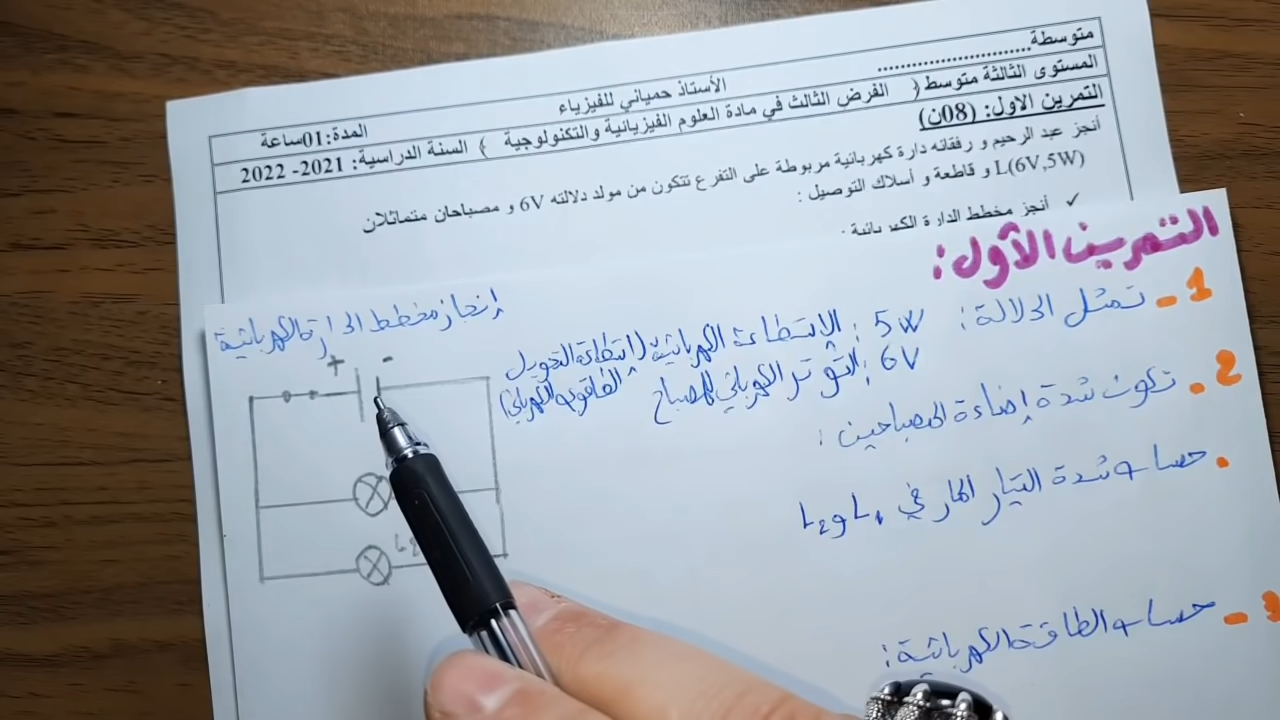 متوسطة..............................
الأستاذ حمياني للفيزياء
المستوى الثالثة متوسط ( الفرض الثالث في مادة العلوم الفيزيائية والتكنولوجية ) السنة الدراسية: 2021- 2022
المدة:01ساعة
التمرين الاول: (08ن)
أنجز عبد الرحيم و رفقائه دارة كهربائية مربوطة على التفرع تتكون من مولد دلالته 6V و مصباحان متماثلان
L(6V,5W) و قاطعة و أسلاك التوصيل :
✓ أنجز مخطط الدارة الكهربائية .
التمرين الأول:
إنجاز مخطط الدارة الكهربائية
+ -
L2
1- تمثل الدلالة: 5W : الإستطاعة الكهربائية (إستطاعة التحويل
6V : التوتر الكهربائي للمصباح
2. تكون شدة إضاءة المصباحين :
. حساب شدة التيار المار في L1 و L2
3- حساب الطاقة الكهربائية: